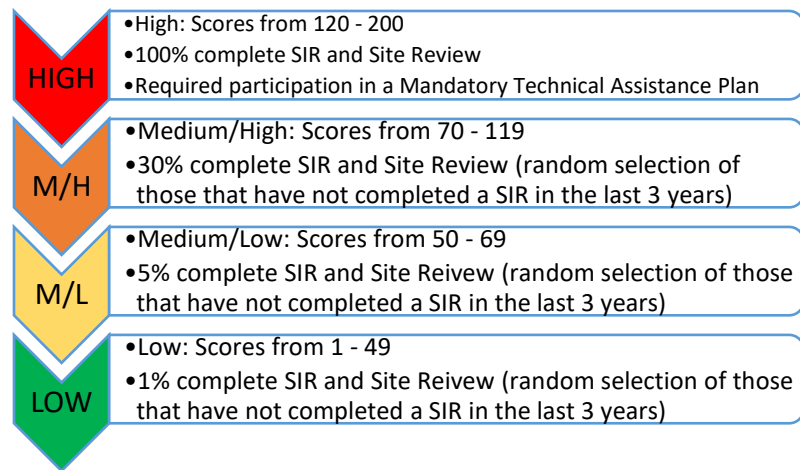 HIGH
•High: Scores from 120 - 200
•100% complete SIR and Site Review
•Required participation in a Mandatory Technical Assistance Plan
M/H
•Medium/High: Scores from 70 - 119
•30% complete SIR and Site Review (random selection of
those that have not completed a SIR in the last 3 years)
M/L
•Medium/Low: Scores from 50 - 69
•5% complete SIR and Site Reivew (random selection of those
that have not completed a SIR in the last 3 years)
LOW
•Low: Scores from 1 - 49
•1% complete SIR and Site Reivew (random selection of those
that have not completed a SIR in the last 3 years)